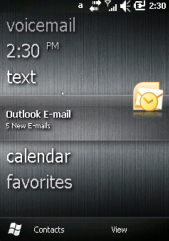 a 2:30
voicemail
2:30 PM
text
Outlook E-mail
5 New E-mails
calendar
favorites
Contacts View